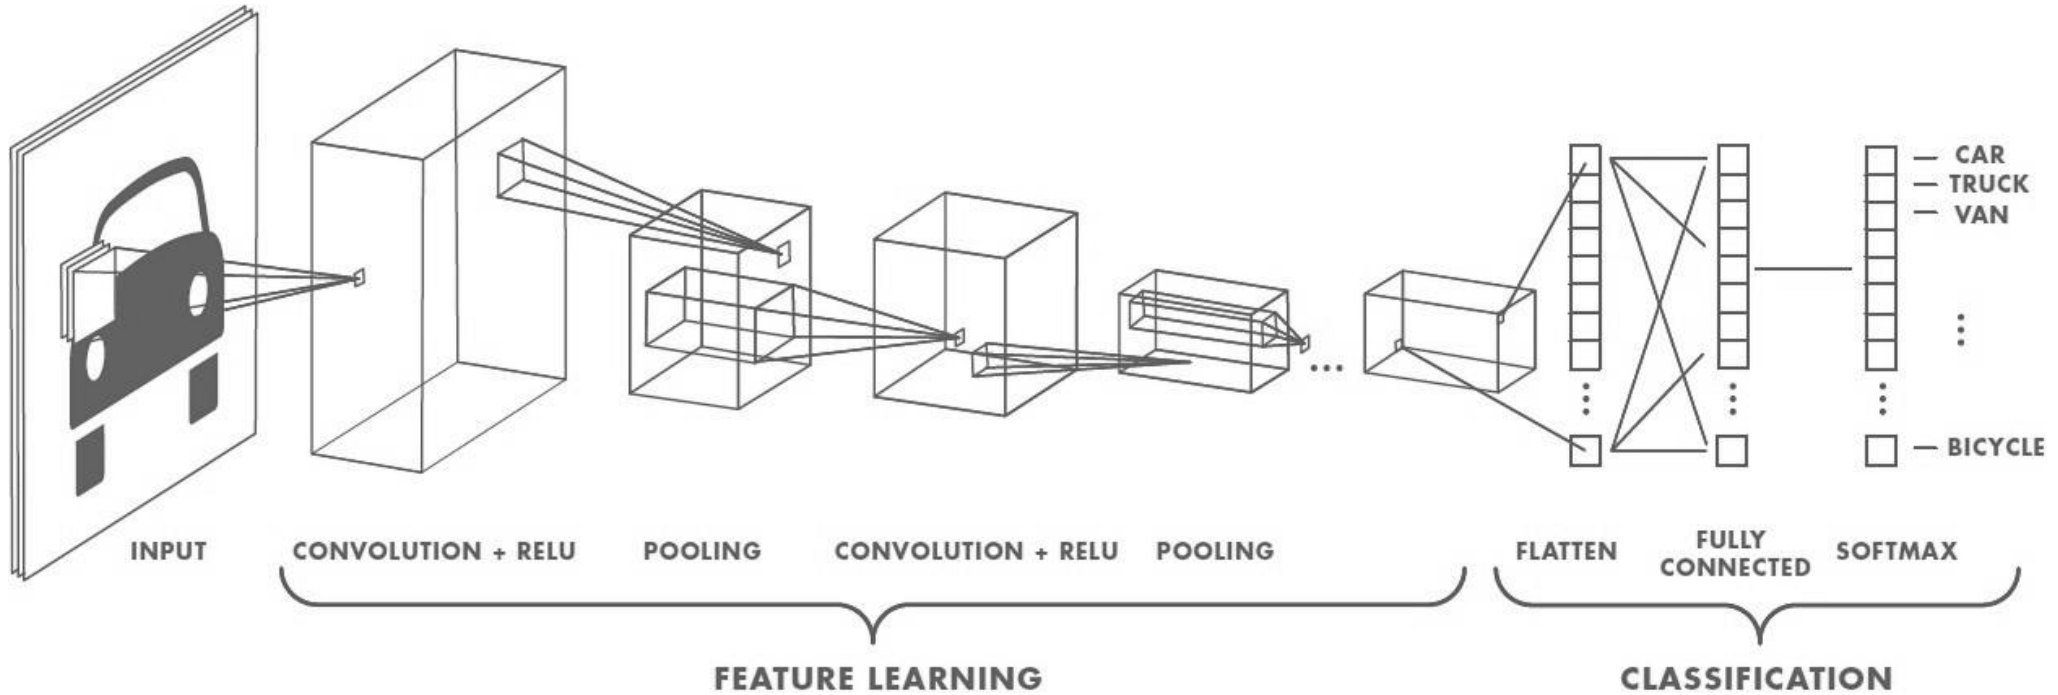 CAR
TRUCK
VAN
BICYCLE
INPUT
CONVOLUTION + RELU
POOLING
CONVOLUTION + RELU
POOLING
FLATTEN
FULLY
CONNECTED
SOFTMAX
FEATURE LEARNING
CLASSIFICATION